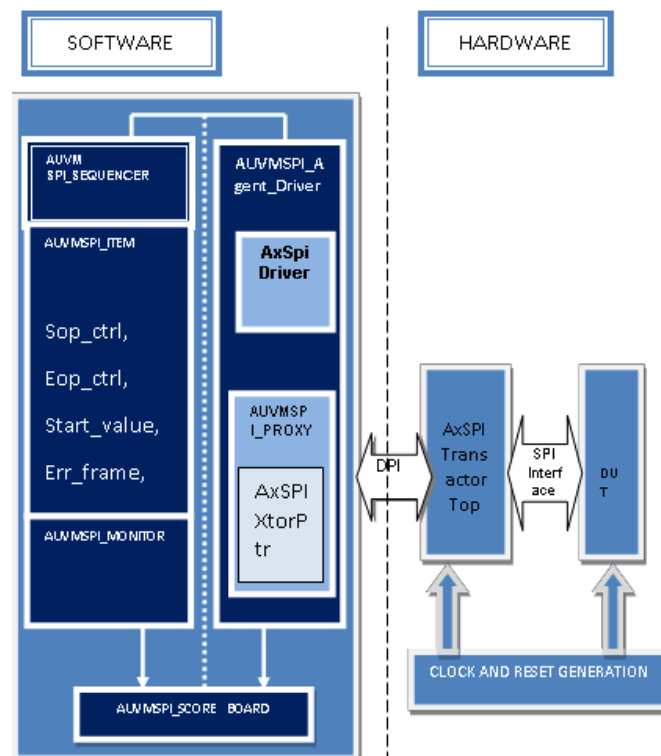 SOFTWARE
HARDWARE
AUVM
SPI_SEQUENCER
AUVMSPI_ITEM
Sop_ctrl,
Eop_ctrl,
Start_value,
Err_frame,
AUVMSPI_MONITOR
AUVMSPI_A
gent_Driver
AxSpi
Driver
AUVMSP
I_PROXY
AxSPI
XtorP
tr
DPI
AxSPI
Trans
actor
Top
SPI
Interf
ace
DU
T
CLOCK AND RESET GENERATION
AUVMSPI_SCORE BOARD